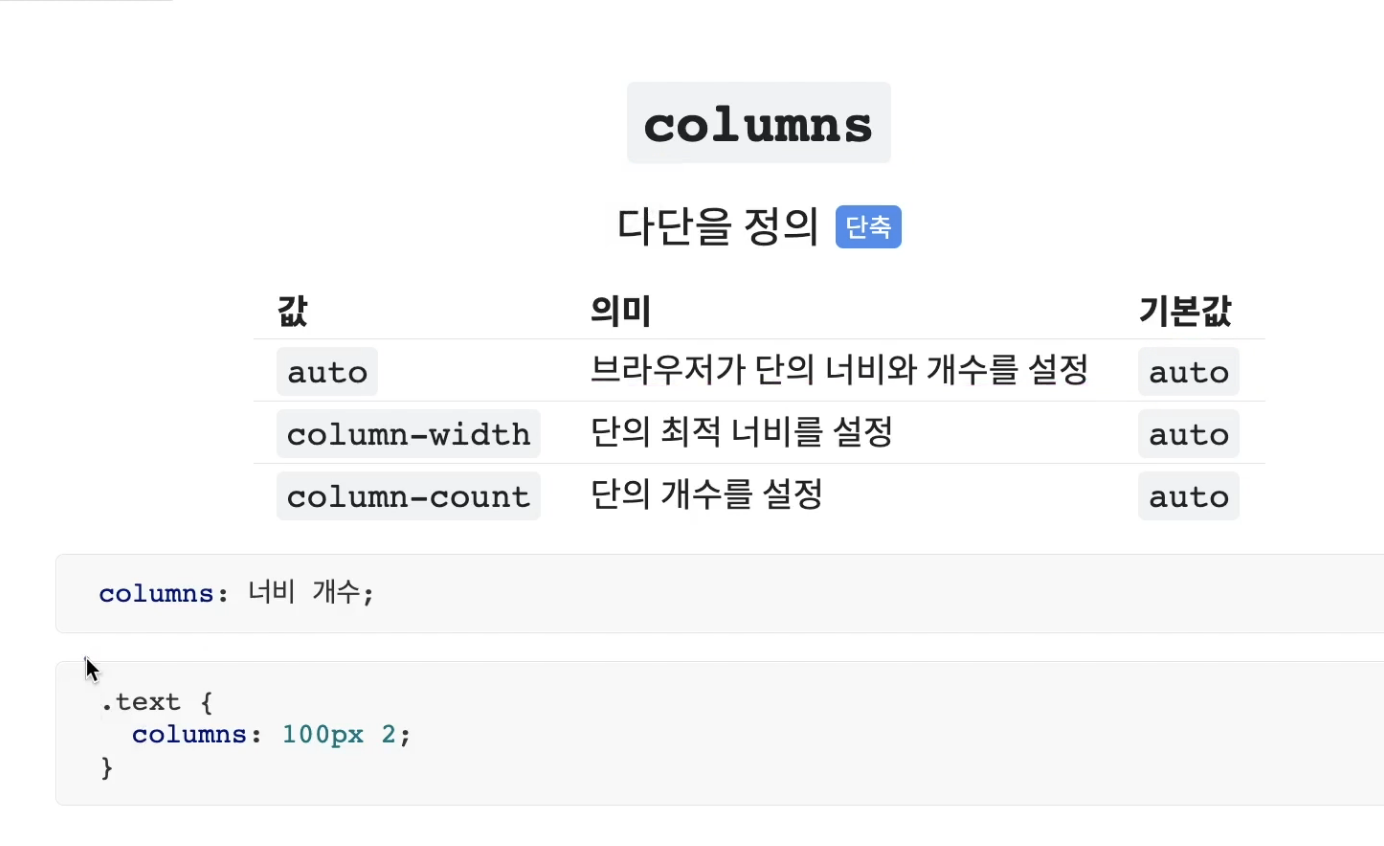 columns
다단을 정의 단축
값 의미 기본값
auto 브라우저가 단의 너비와 개수를 설정 auto
column-width 단의 최적 너비를 설정 auto
column-count 단의 개수를 설정 auto
columns: 너비 개수;
.text {
columns: 100px 2;
}